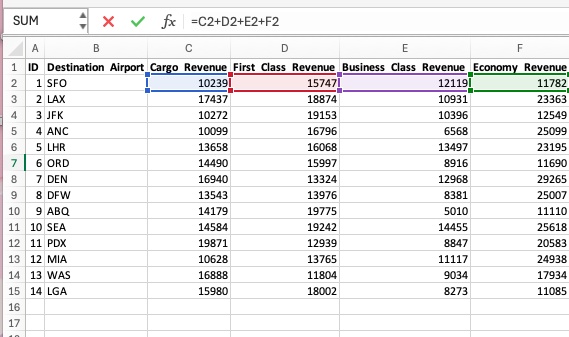 SUM fx =C2+D2+E2+F2
A B C D E F
1 ID Destination Airport Cargo Revenue First Class Revenue Business Class Revenue Economy Revenue
2 1 SFO 10239 15747 12119 11782
3 2 LAX 17437 18874 10931 23363
4 3 JFK 10272 19153 10396 12549
5 4 ANC 10099 16796 6568 25099
6 5 LHR 13658 16068 13497 23195
7 6 ORD 14490 15997 8916 11690
8 7 DEN 16940 13324 12968 29265
9 8 DFW 13543 13976 8381 25007
10 9 ABQ 14179 19775 5010 11110
11 10 SEA 14584 19242 14455 25618
12 11 PDX 19871 12939 8847 20583
13 12 MIA 10628 13765 11117 24938
14 13 WAS 16888 11804 9034 17934
15 14 LGA 15980 18002 8273 11085
16
17